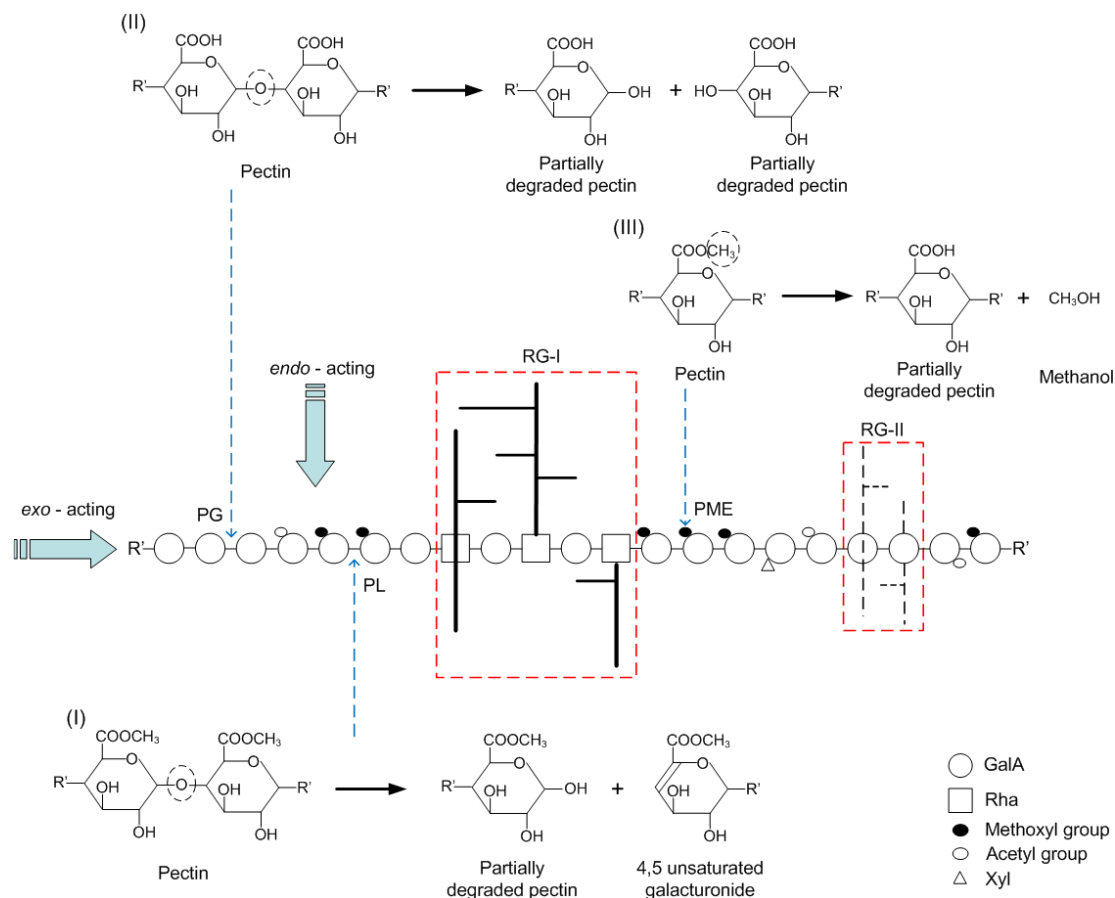 (II)
COOH
O
R'
OH
OH
O
COOH
O
OH
OH
R'
Pectin
COOH
O
R'
OH
OH
OH
Partially
degraded pectin
+
COOH
O
HO
OH
OH
R'
Partially
degraded pectin
(III)
COOCH3
O
R'
OH
OH
R'
Pectin
COOH
O
R'
OH
OH
R'
Partially
degraded pectin
+
CH3OH
Methanol
endo - acting
exo - acting
RG-I
RG-II
PG
PL
PME
R'
R'
(I)
COOCH3
O
R'
OH
OH
O
COOCH3
O
OH
OH
R'
Pectin
COOCH3
O
R'
OH
OH
OH
Partially
degraded pectin
+
COOCH3
O
OH
OH
R'
4,5 unsaturated
galacturonide
GalA
Rha
Methoxyl group
Acetyl group
Xyl